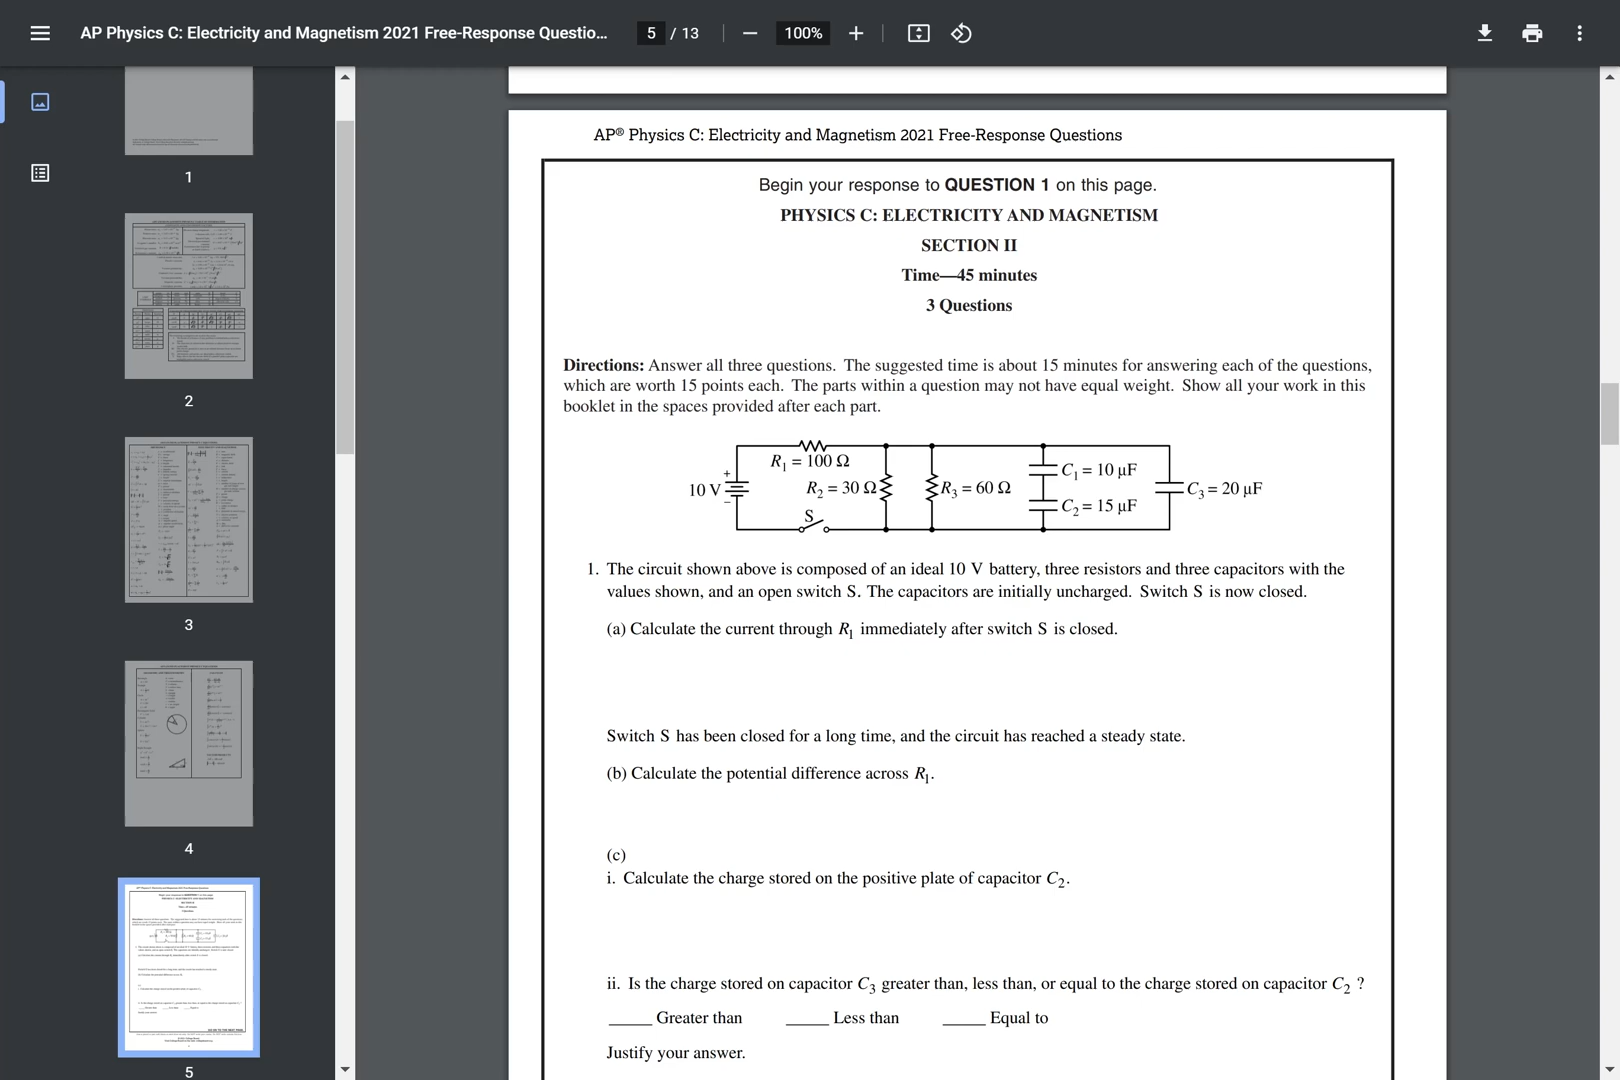 AP Physics C: Electricity and Magnetism 2021 Free-Response Questio...
5 / 13
100%
1
2
3
4
5
AP® Physics C: Electricity and Magnetism 2021 Free-Response Questions
Begin your response to QUESTION 1 on this page.
PHYSICS C: ELECTRICITY AND MAGNETISM
SECTION II
Time—45 minutes
3 Questions
Directions: Answer all three questions. The suggested time is about 15 minutes for answering each of the questions,
which are worth 15 points each. The parts within a question may not have equal weight. Show all your work in this
booklet in the spaces provided after each part.
R₁ = 100 Ω
+
10 V
−
R₂ = 30 Ω
R₃ = 60 Ω
C₁ = 10 µF
C₂ = 15 µF
C₃ = 20 µF
S
1. The circuit shown above is composed of an ideal 10 V battery, three resistors and three capacitors with the
values shown, and an open switch S. The capacitors are initially uncharged. Switch S is now closed.
(a) Calculate the current through R₁ immediately after switch S is closed.
Switch S has been closed for a long time, and the circuit has reached a steady state.
(b) Calculate the potential difference across R₁.
(c)
i. Calculate the charge stored on the positive plate of capacitor C₂.
ii. Is the charge stored on capacitor C₃ greater than, less than, or equal to the charge stored on capacitor C₂ ?
_____ Greater than _____ Less than _____ Equal to
Justify your answer.